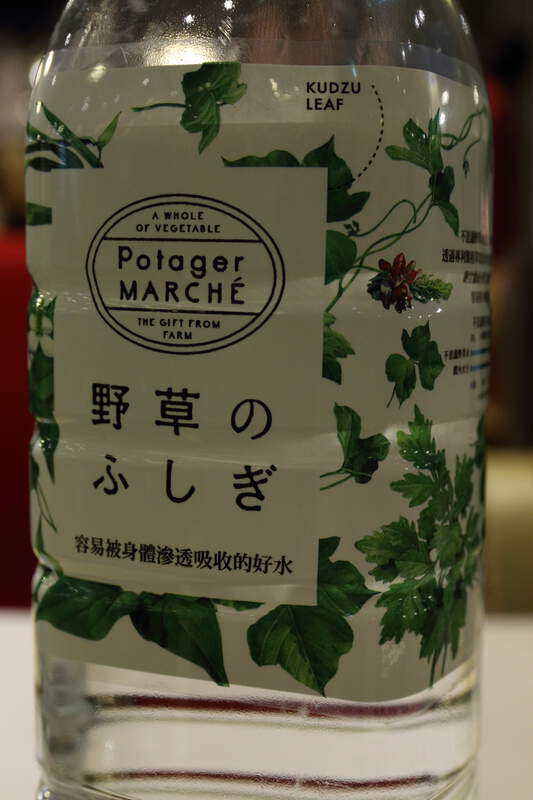 KUDZU
LEAF
A WHOLE
OF VEGETABLE
Potager
MARCHÉ
THE GIFT FROM
FARM
野草の
ふしぎ
容易被身體滲透吸收的好水